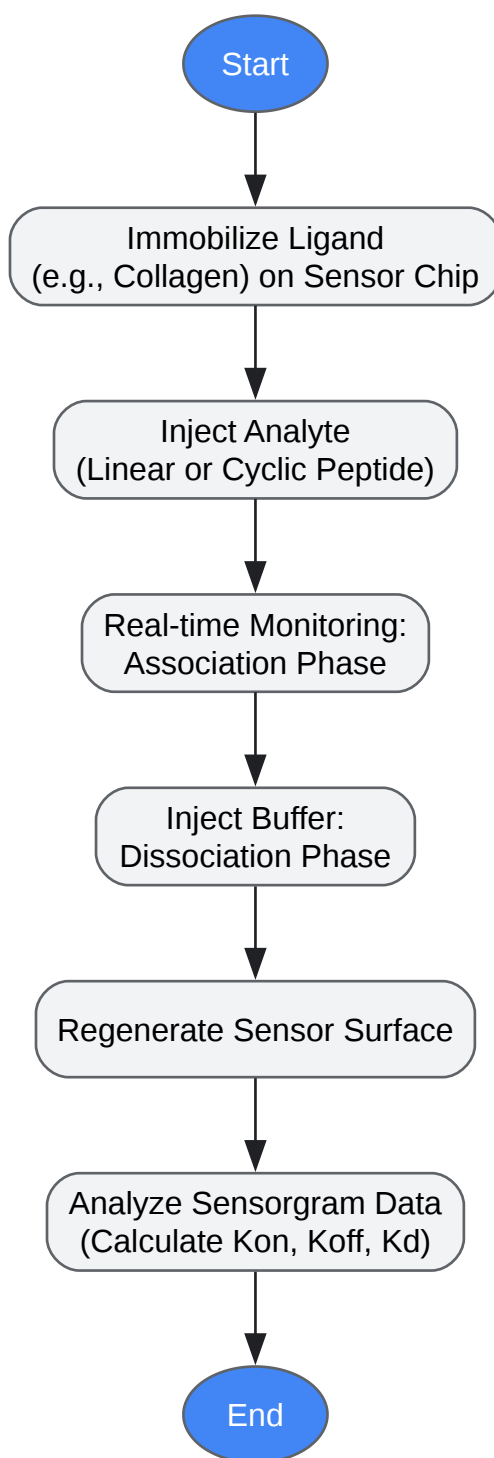 Start
Immobilize Ligand
(e.g., Collagen) on Sensor Chip
Inject Analyte
(Linear or Cyclic Peptide)
Real-time Monitoring:
Association Phase
Inject Buffer:
Dissociation Phase
Regenerate Sensor Surface
Analyze Sensorgram Data
(Calculate Kon, Koff, Kd)
End